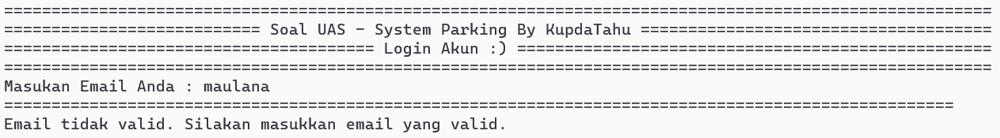 ========================================================================================================
=========================== Soal UAS - System Parking By KupdaTahu =====================================
======================================= Login Akun :) ==================================================
========================================================================================================
Masukan Email Anda : maulana
====================================================================================================
Email tidak valid. Silakan masukkan email yang valid.